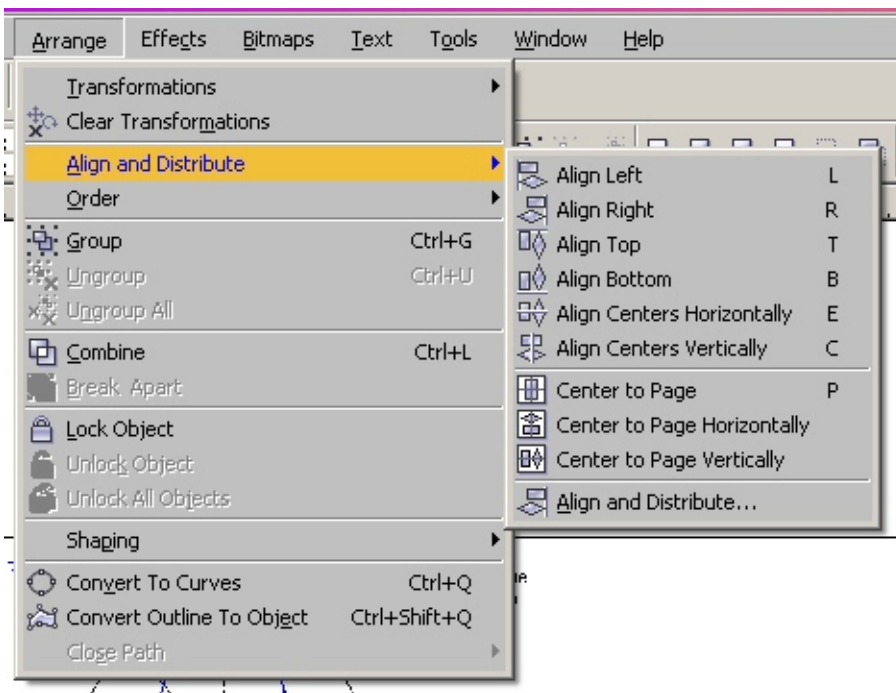 Arrange Effects Bitmaps Text Tools Window Help
Transformations
Clear Transformations
Align and Distribute
Order
Group Ctrl+G
Ungroup Ctrl+U
Ungroup All
Combine Ctrl+L
Break Apart
Lock Object
Unlock Object
Unlock All Objects
Shaping
Convert To Curves Ctrl+Q
Convert Outline To Object Ctrl+Shift+Q
Close Path
Align Left L
Align Right R
Align Top T
Align Bottom B
Align Centers Horizontally E
Align Centers Vertically C
Center to Page P
Center to Page Horizontally
Center to Page Vertically
Align and Distribute...